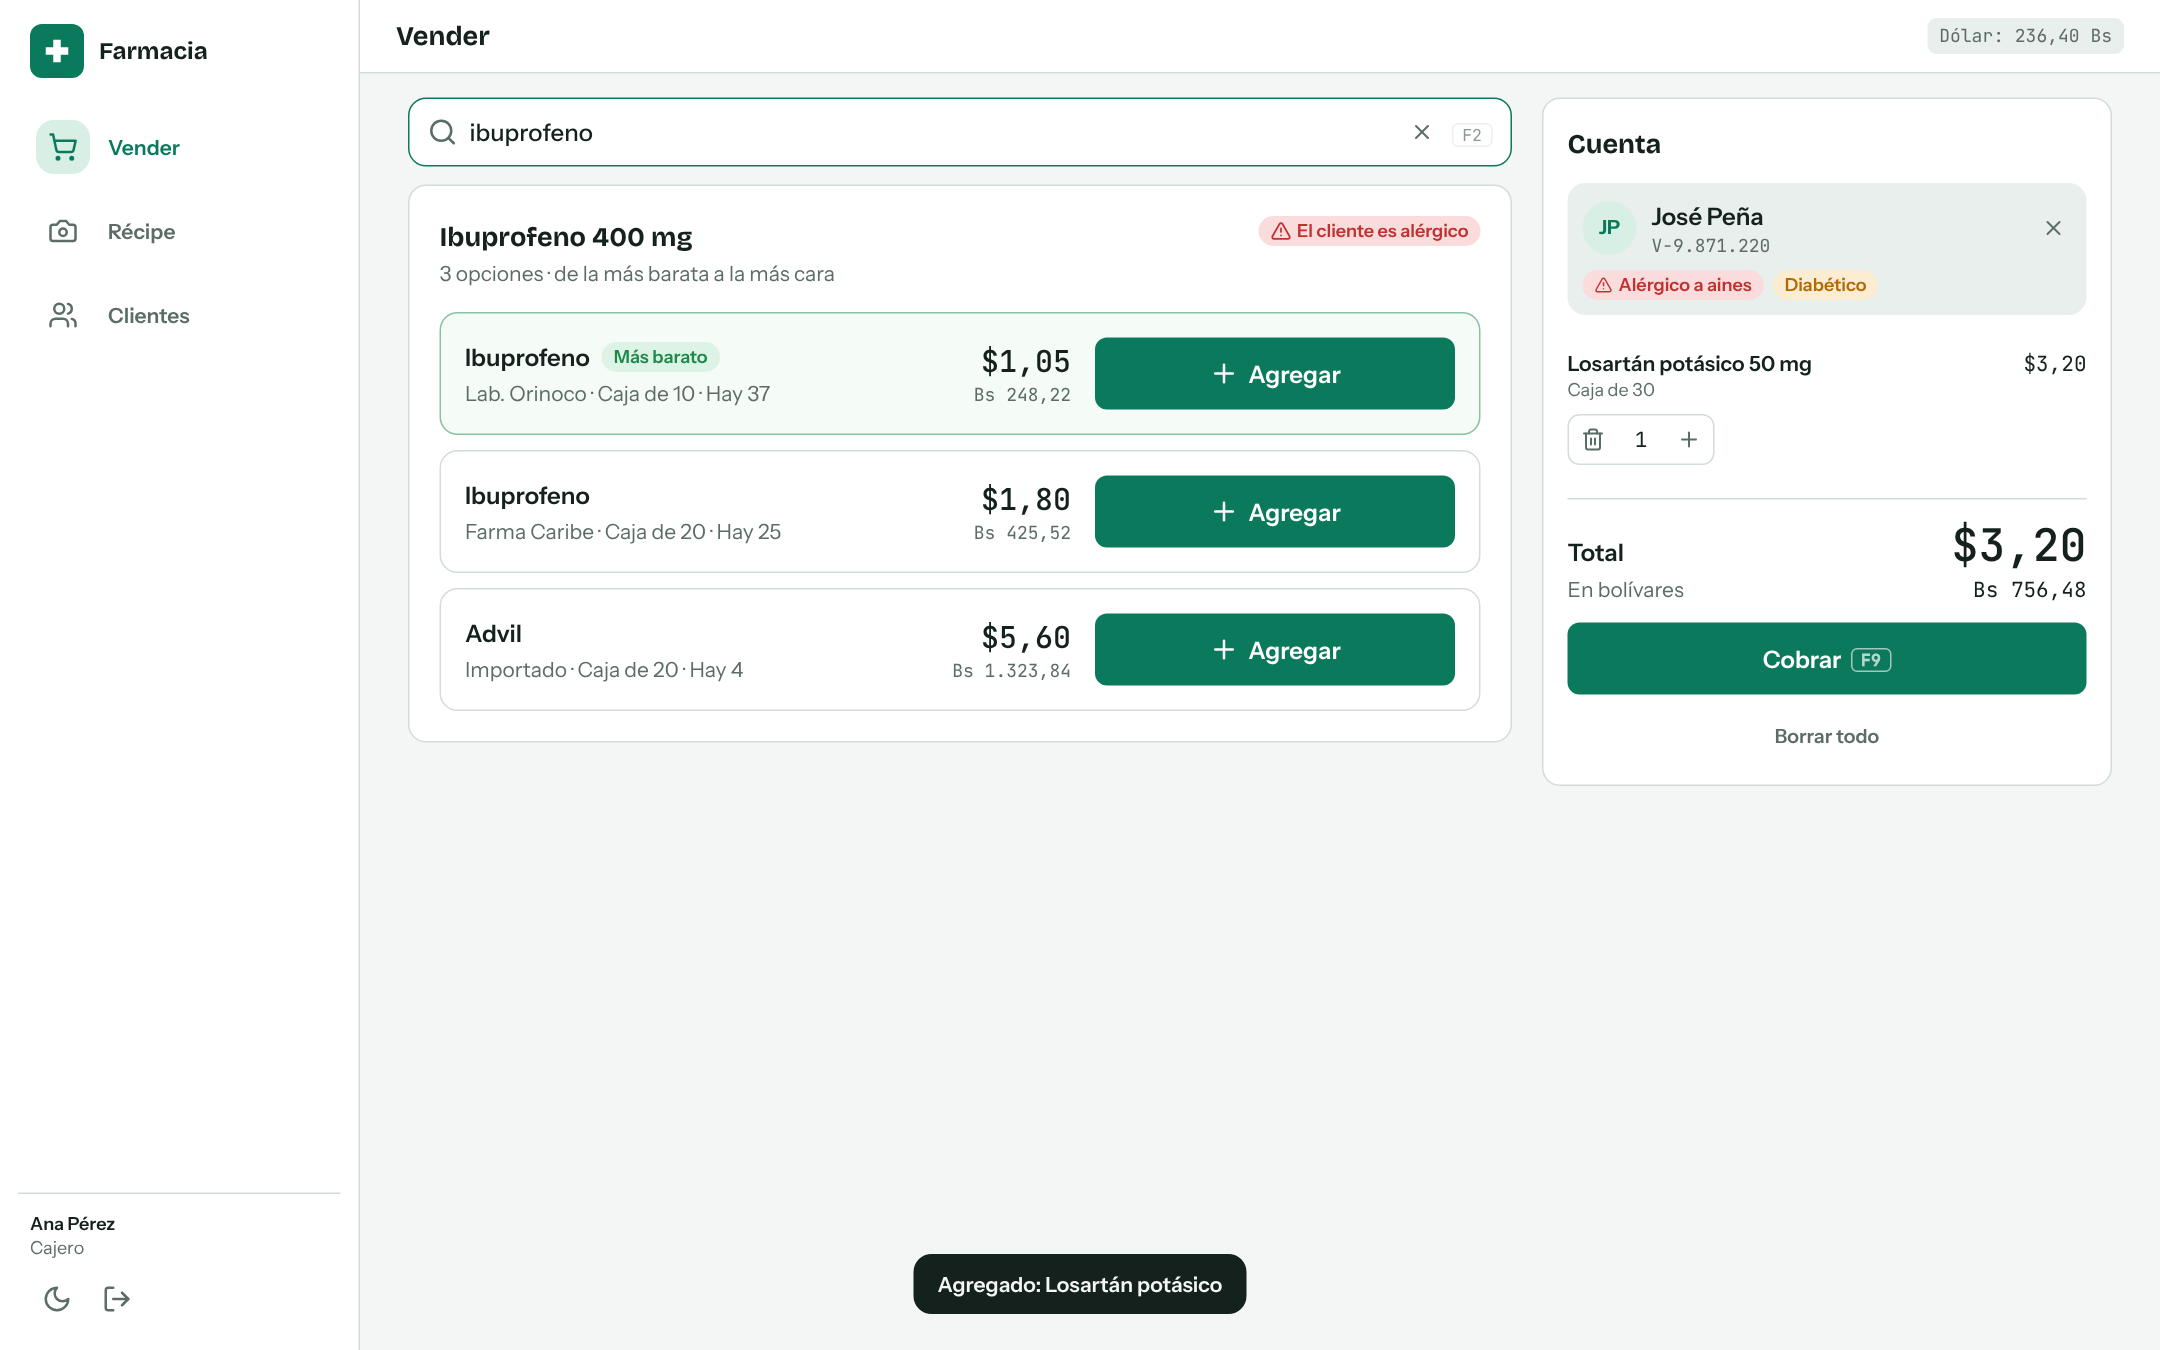 Farmacia
Vender
Récipe
Clientes
Ana Pérez
Cajero
Vender
Dólar: 236,40 Bs
ibuprofeno
F2
Ibuprofeno 400 mg
El cliente es alérgico
3 opciones · de la más barata a la más cara
Ibuprofeno Más barato
Lab. Orinoco · Caja de 10 · Hay 37
$1,05
Bs 248,22
Agregar
Ibuprofeno
Farma Caribe · Caja de 20 · Hay 25
$1,80
Bs 425,52
Agregar
Advil
Importado · Caja de 20 · Hay 4
$5,60
Bs 1.323,84
Agregar
Cuenta
JP
José Peña
V-9.871.220
Alérgico a aines
Diabético
Losartán potásico 50 mg $3,20
Caja de 30
1
Total $3,20
En bolívares Bs 756,48
Cobrar F9
Borrar todo
Agregado: Losartán potásico